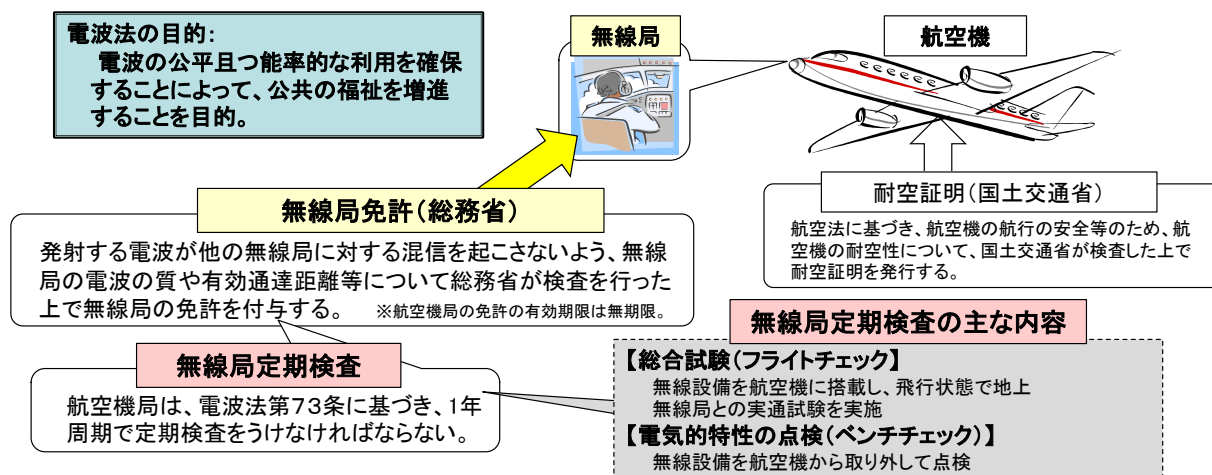 電波法の目的:
電波の公平且つ能率的な利用を確保
することによって、公共の福祉を増進
することを目的。
無線局
航空機
無線局免許(総務省)
発射する電波が他の無線局に対する混信を起こさないよう、無線
局の電波の質や有効通達距離等について総務省が検査を行った
上で無線局の免許を付与する。 ※航空機局の免許の有効期限は無期限。
耐空証明(国土交通省)
航空法に基づき、航空機の航行の安全等のため、航
空機の耐空性について、国土交通省が検査した上で
耐空証明を発行する。
無線局定期検査
航空機局は、電波法第73条に基づき、1年
周期で定期検査をうけなければならない。
無線局定期検査の主な内容
【総合試験(フライトチェック)】
無線設備を航空機に搭載し、飛行状態で地上
無線局との実通試験を実施
【電気的特性の点検(ベンチチェック)】
無線設備を航空機から取り外して点検